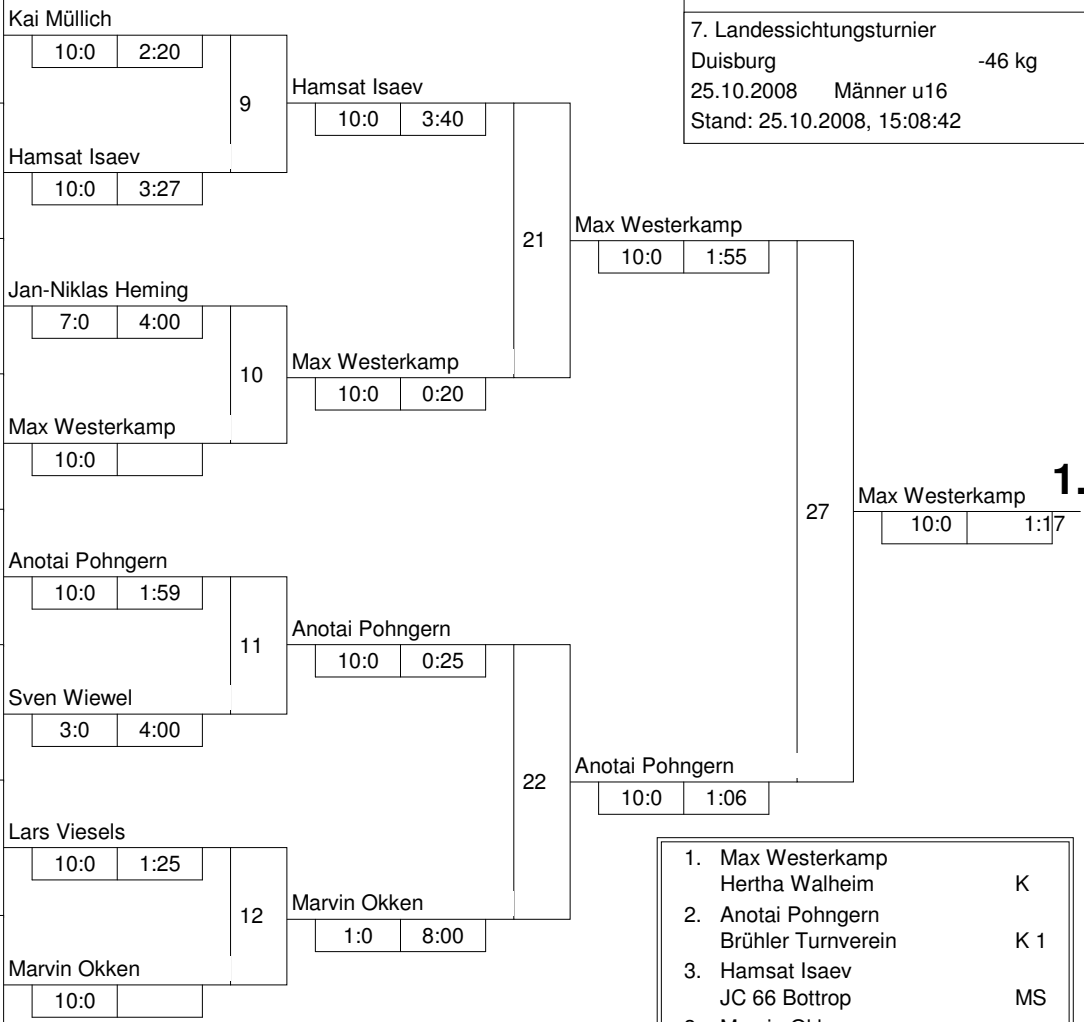 Kai Müllich
10:0 2:20
9
Hamsat Isaev
10:0 3:27
Jan-Niklas Heming
7:0 4:00
10
Max Westerkamp
10:0
Anotai Pohngern
10:0 1:59
11
Sven Wiewel
3:0 4:00
Lars Viesels
10:0 1:25
12
Marvin Okken
10:0
Hamsat Isaev
10:0 3:40
21
Max Westerkamp
10:0 0:20
Anotai Pohngern
10:0 0:25
22
Marvin Okken
1:0 8:00
Max Westerkamp
10:0 1:55
27
Anotai Pohngern
10:0 1:06
Max Westerkamp 1.
10:0 1:17
7. Landessichtungsturnier
Duisburg -46 kg
25.10.2008 Männer u16
Stand: 25.10.2008, 15:08:42
1. Max Westerkamp
Hertha Walheim K
2. Anotai Pohngern
Brühler Turnverein K 1
3. Hamsat Isaev
JC 66 Bottrop MS